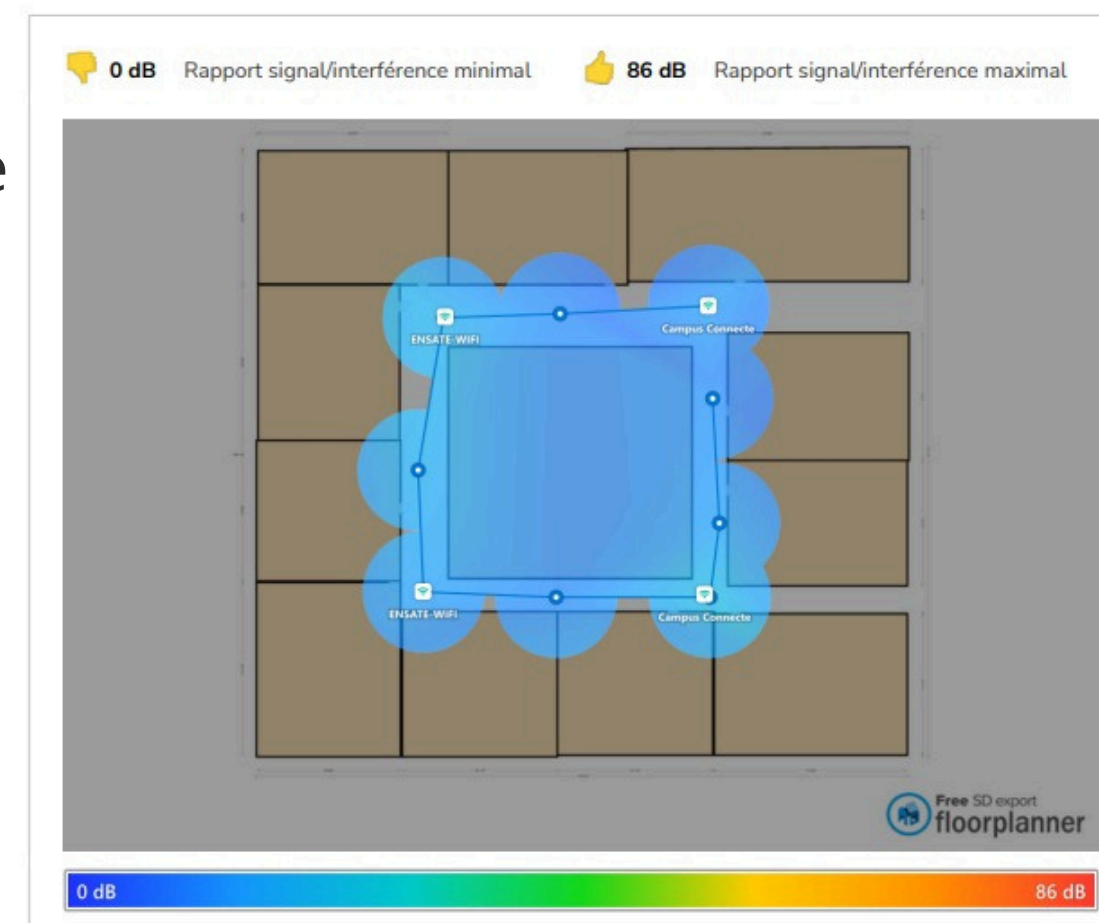 e
0 dB Rapport signal/interférence minimal
86 dB Rapport signal/interférence maximal
ENSATE-WIFI
Campus Connecte
ENSATE-WIFI
Campus Connecte
Free SD export
floorplanner
0 dB
86 dB